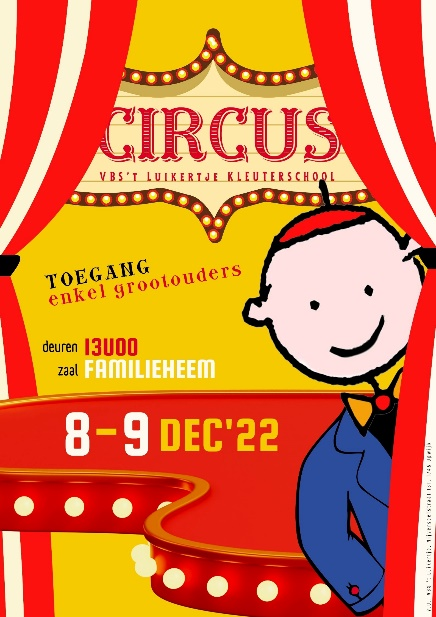 CIRCUS
VBS'T LUIKERTJE KLEUTERSCHOOL
TOEGANG
enkel grootouders
deuren 13U00
zaal FAMILIEHEEM
8-9 DEC'22